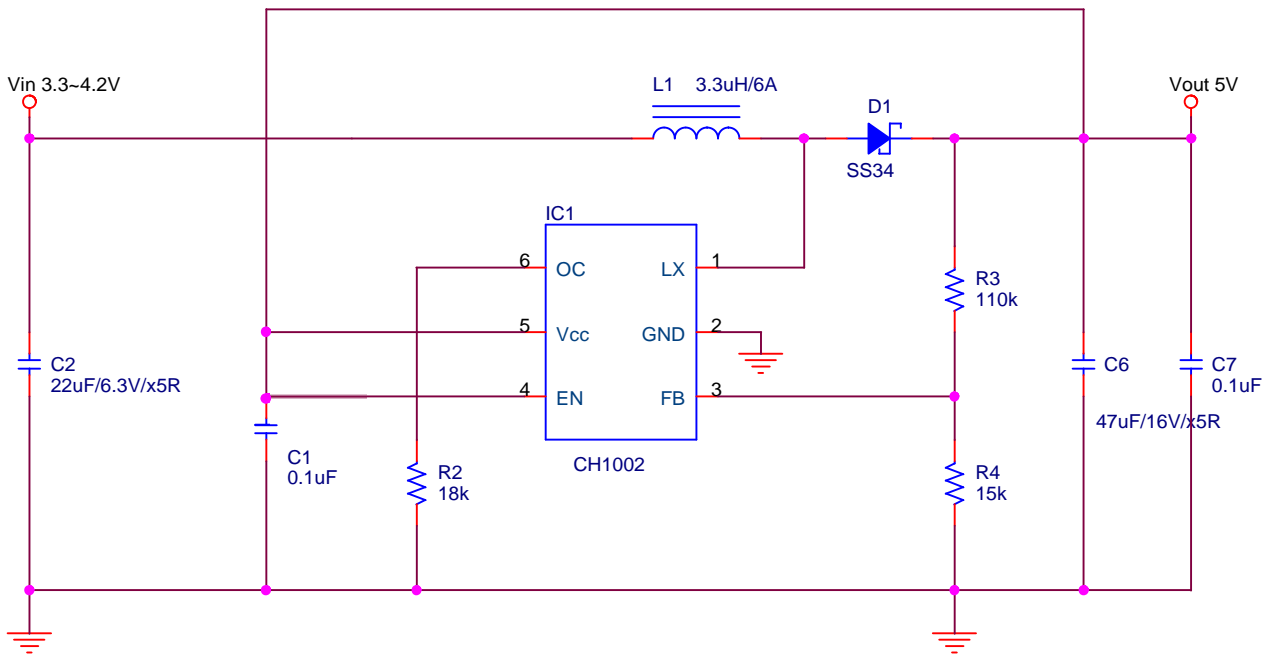 Vin 3.3~4.2V
L1 3.3uH/6A
D1
Vout 5V
SS34
IC1
6
OC
LX
1
R3
110k
5
Vcc
GND
2
C2
22uF/6.3V/x5R
C6
C7
0.1uF
4
EN
FB
3
47uF/16V/x5R
C1
0.1uF
CH1002
R2
18k
R4
15k